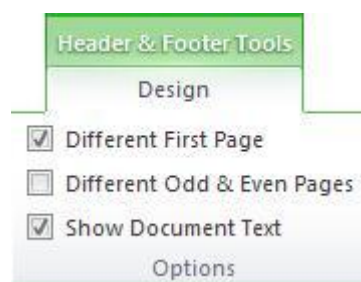 Header & Footer Tools
Design
Different First Page
Different Odd & Even Pages
Show Document Text
Options